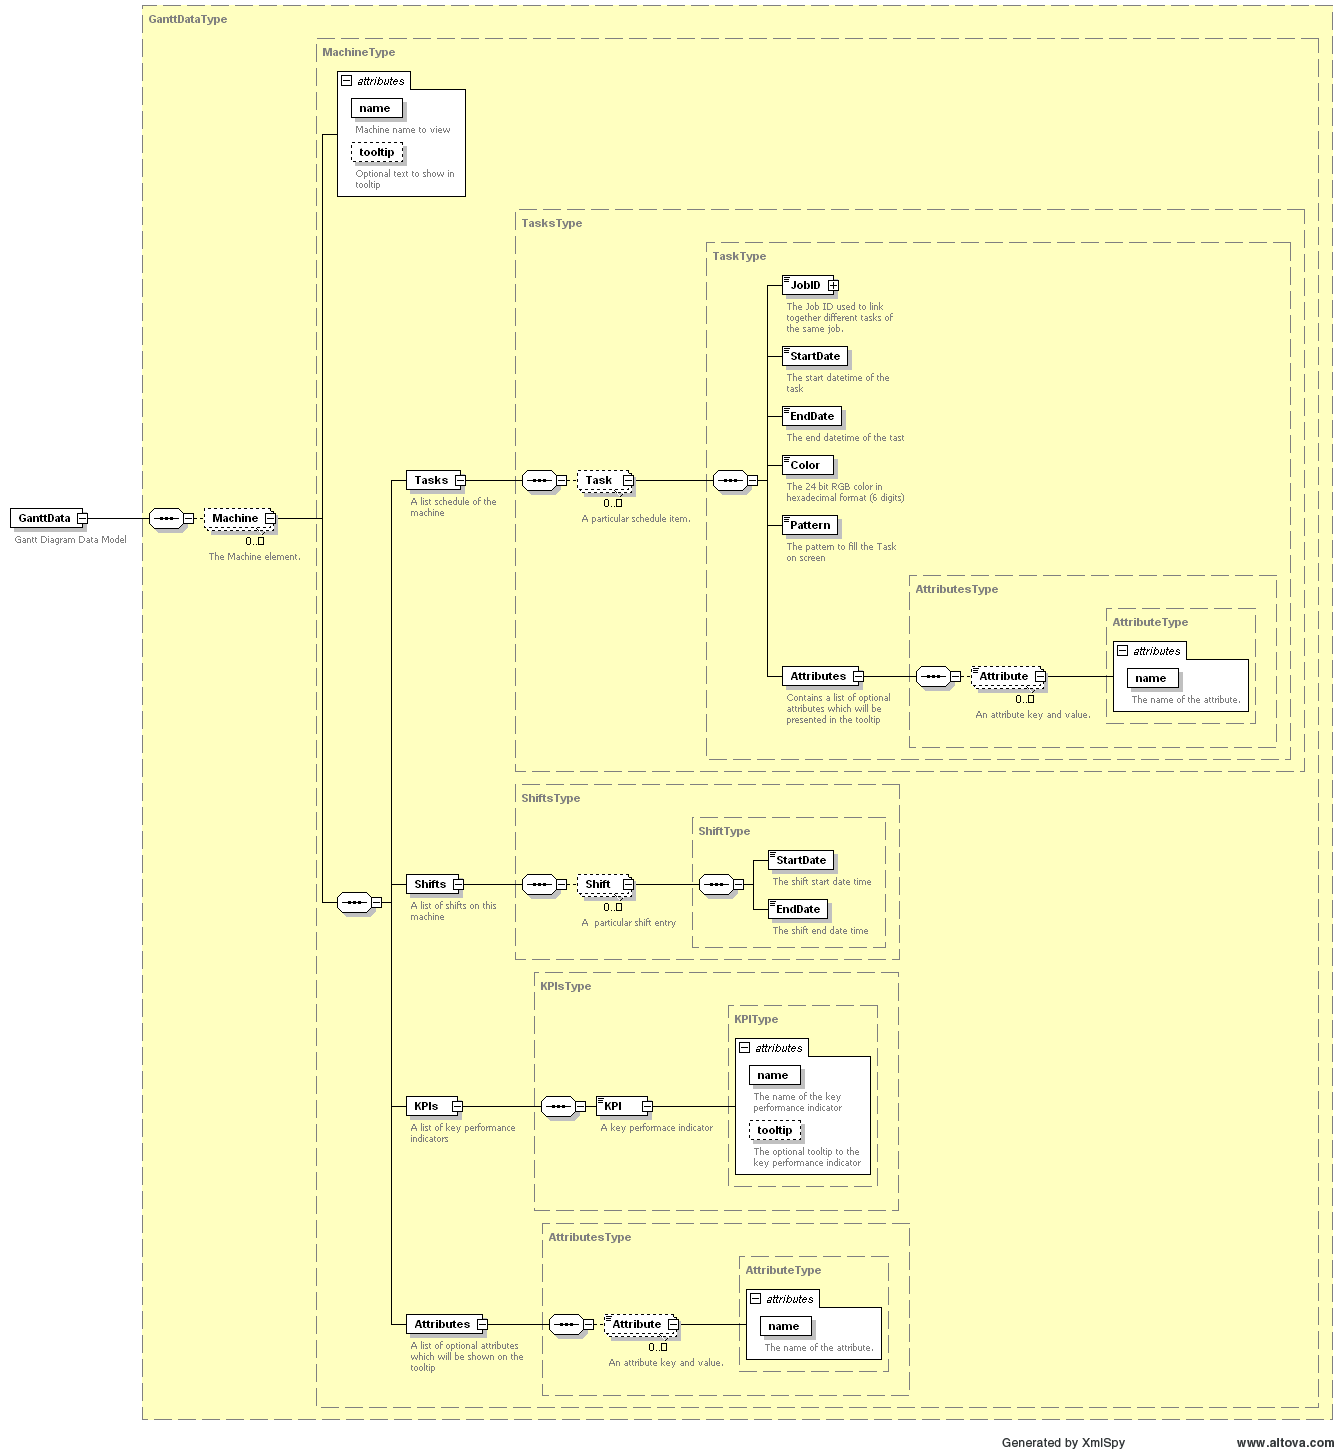 GanttDataType
MachineType
attributes
name
Machine name to view
tooltip
Optional text to show in
tooltip
TasksType
TaskType
JobID
The Job ID used to link
together different tasks of
the same job.
StartDate
The start datetime of the
task
EndDate
The end datetime of the tast
Color
The 24 bit RGB color in
hexadecimal format (6 digits)
Pattern
The pattern to fill the Task
on screen
Tasks
A list schedule of the
machine
Task
0..
A particular schedule item.
GanttData
Gantt Diagram Data Model
Machine
0..
The Machine element.
AttributesType
AttributeType
attributes
name
The name of the attribute.
Attributes
Contains a list of optional
attributes which will be
presented in the tooltip
Attribute
0..
An attribute key and value.
ShiftsType
ShiftType
StartDate
The shift start date time
EndDate
The shift end date time
Shifts
A list of shifts on this
machine
Shift
0..
A  particular shift entry
KPIsType
KPIType
attributes
name
The name of the key
performance indicator
tooltip
The optional tooltip to the
key performance indicator
KPIs
A list of key performance
indicators
KPI
A key performace indicator
AttributesType
AttributeType
attributes
name
The name of the attribute.
Attributes
A list of optional attributes
which will be shown on the
tooltip
Attribute
0..
An attribute key and value.
Generated by XmlSpy
www.altova.com